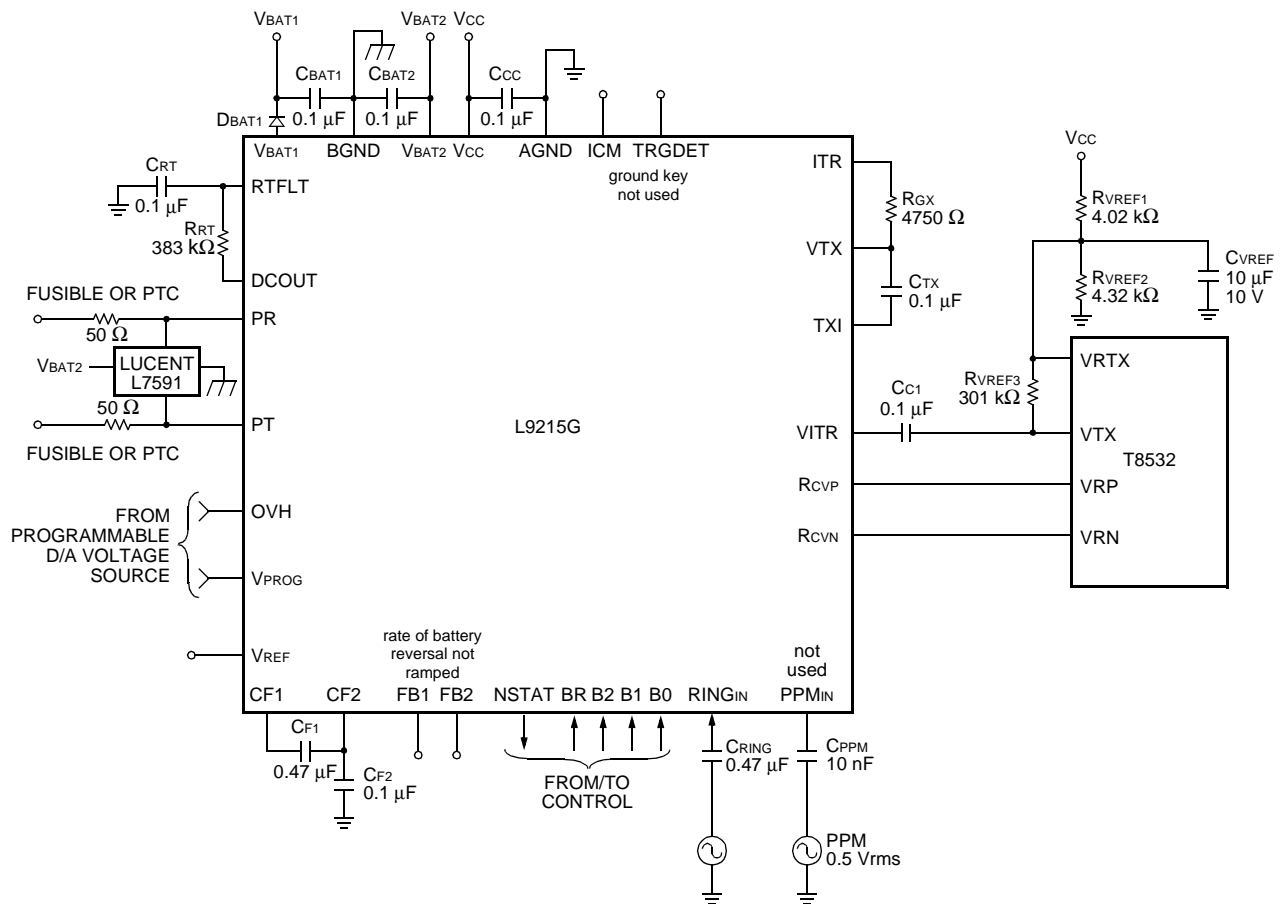 VBAT1
VBAT2
VCC
CBAT1
0.1 µF
CBAT2
0.1 µF
CCC
0.1 µF
DBAT1
VBAT1
BGND
VBAT2
VCC
AGND
ICM
TRGDET
ground key
not used
CRT
0.1 µF
RRT
383 kΩ
RTFLT
DCOUT
FUSIBLE OR PTC
50 Ω
PR
VBAT2
LUCENT
L7591
50 Ω
PT
FUSIBLE OR PTC
FROM
PROGRAMMABLE
D/A VOLTAGE
SOURCE
OVH
VPROG
VREF
L9215G
ITR
RGX
4750 Ω
VTX
CTX
0.1 µF
TXI
VITR
CC1
0.1 µF
RCVP
RCVN
VCC
RVREF1
4.02 kΩ
RVREF2
4.32 kΩ
CVREF
10 µF
10 V
RVREF3
301 kΩ
VRTX
VTX
T8532
VRP
VRN
rate of battery
reversal not
ramped
not
used
CF1
CF2
FB1
FB2
NSTAT
BR
B2
B1
B0
RINGIN
PPMIN
CF1
0.47 µF
CF2
0.1 µF
FROM/TO
CONTROL
CRING
0.47 µF
CPPM
10 nF
PPM
0.5 Vrms